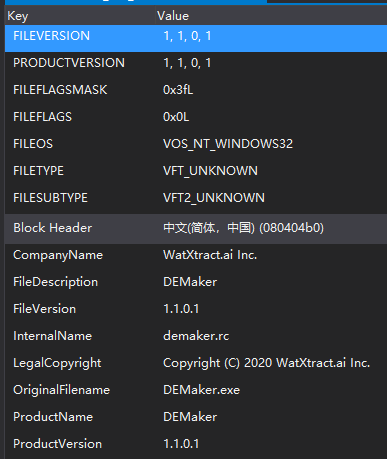 Key Value
FILEVERSION 1, 1, 0, 1
PRODUCTVERSION 1, 1, 0, 1
FILEFLAGSMASK 0x3fL
FILEFLAGS 0x0L
FILEOS VOS_NT_WINDOWS32
FILETYPE VFT_UNKNOWN
FILESUBTYPE VFT2_UNKNOWN
Block Header 中文(简体，中国) (080404b0)
CompanyName WatXtract.ai Inc.
FileDescription DEMaker
FileVersion 1.1.0.1
InternalName demaker.rc
LegalCopyright Copyright (C) 2020 WatXtract.ai Inc.
OriginalFilename DEMaker.exe
ProductName DEMaker
ProductVersion 1.1.0.1